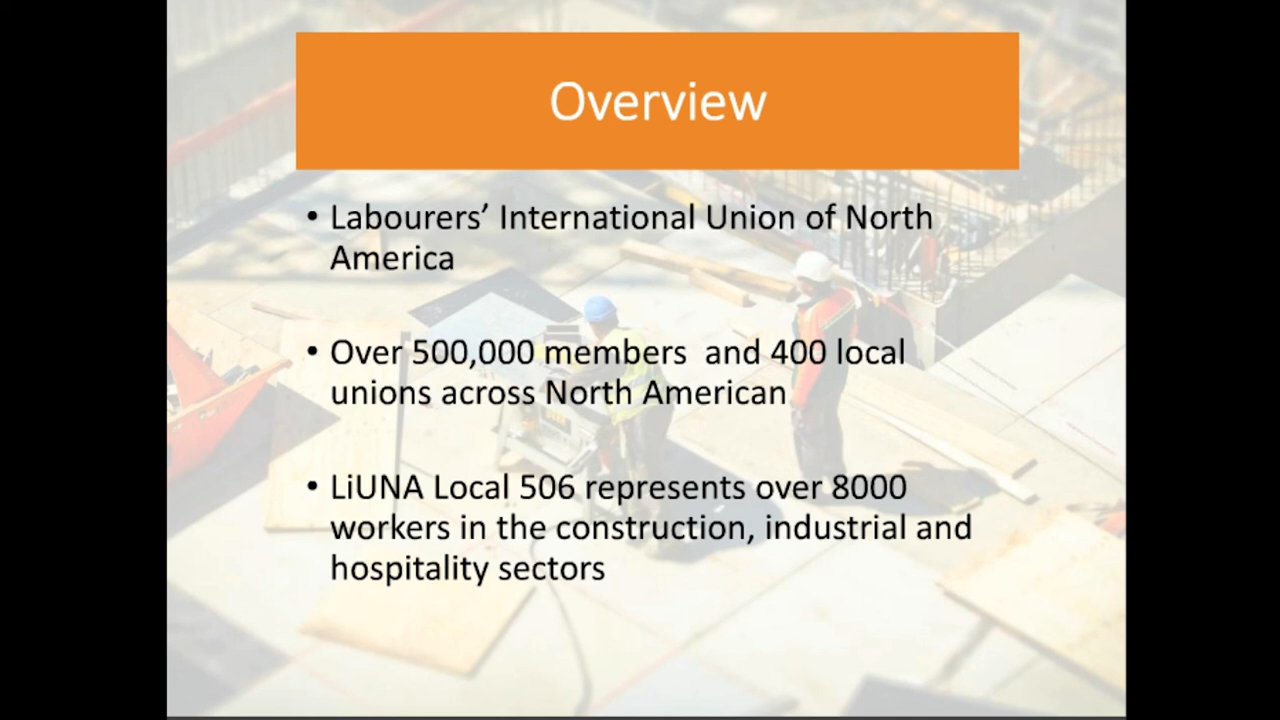 Overview
• Labourers’ International Union of North
America
• Over 500,000 members  and 400 local
unions across North American
• LiUNA Local 506 represents over 8000
workers in the construction, industrial and
hospitality sectors